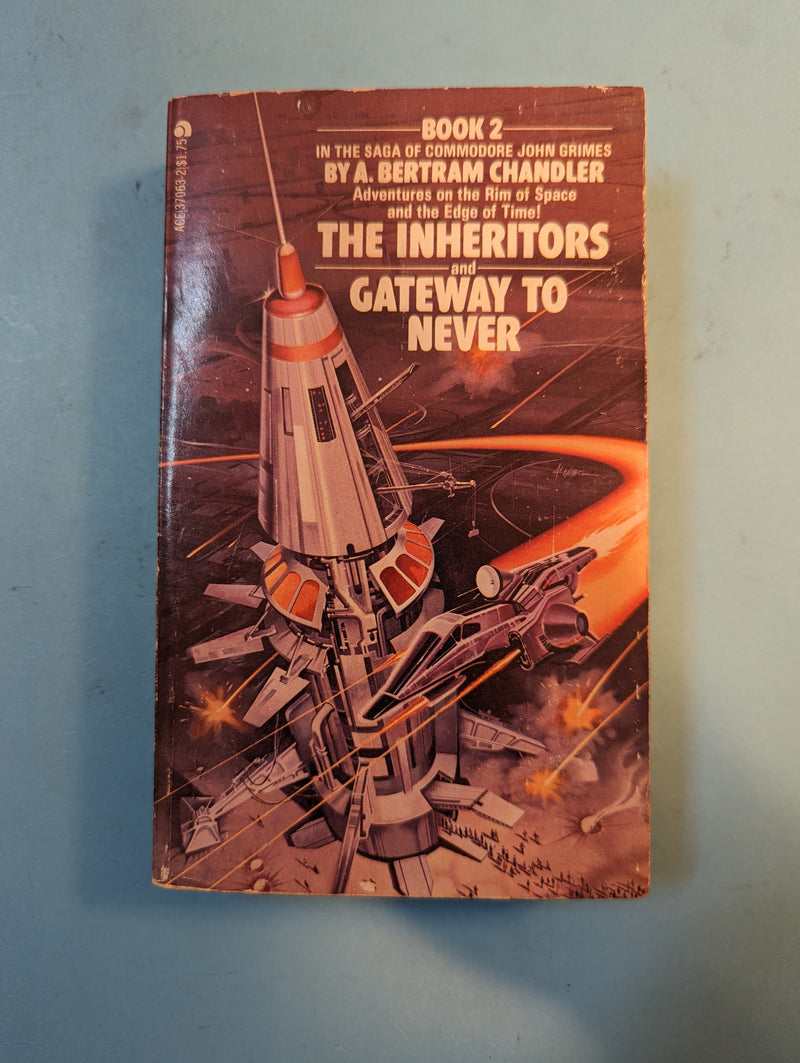 BOOK 2
IN THE SAGA OF COMMODORE JOHN GRIMES
BY A. BERTRAM CHANDLER
Adventures on the Rim of Space
and the Edge of Time!
THE INHERITORS
and
GATEWAY TO
NEVER
ACE|37063-2|$1.75